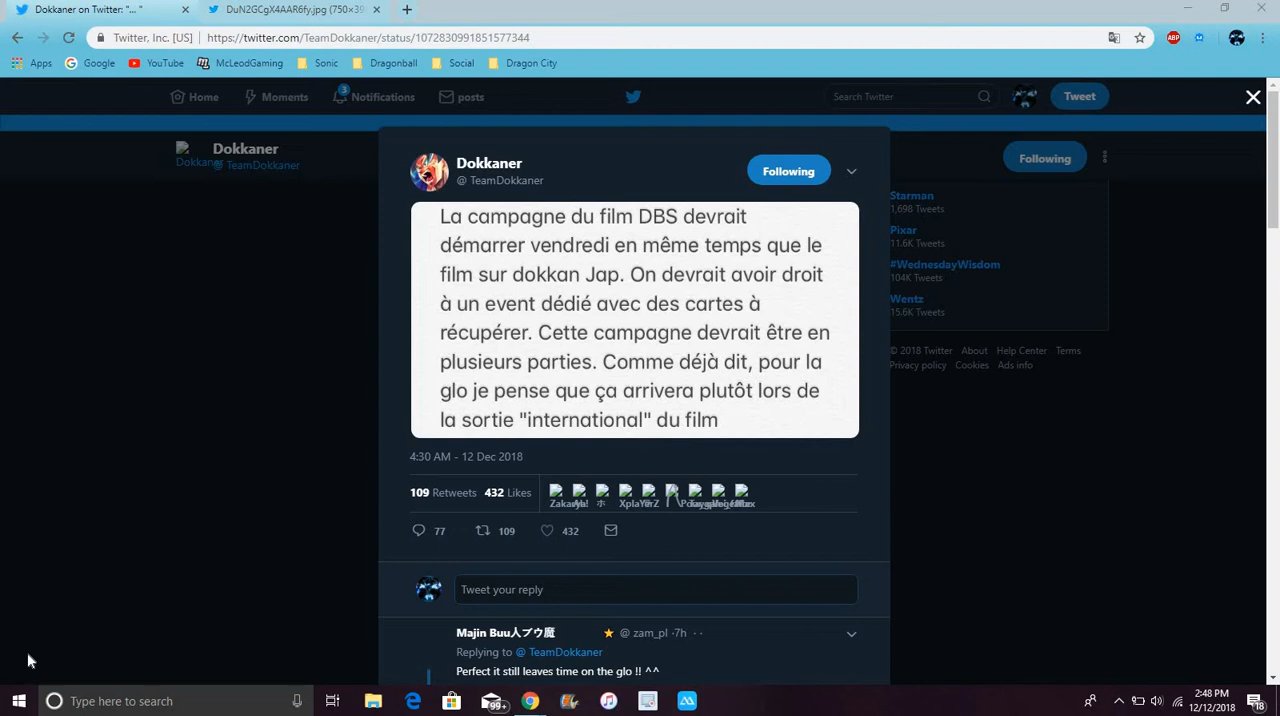 Dokkaner on Twitter: "..."
DuN2GCgX4AAR6fy.jpg (750×39
Twitter, Inc. [US] https://twitter.com/TeamDokkaner/status/1072830991851577344
ABP
Apps Google YouTube McLeodGaming Sonic Dragonball Social Dragon City
3
Home Moments Notifications posts Search Twitter Tweet
Dokkaner
Dokkaner @ TeamDokkaner
Following
Dokkaner
@ TeamDokkaner
Following
La campagne du film DBS devrait
démarrer vendredi en même temps que le
film sur dokkan Jap. On devrait avoir droit
à un event dédié avec des cartes à
récupérer. Cette campagne devrait être en
plusieurs parties. Comme déjà dit, pour la
glo je pense que ça arrivera plutôt lors de
la sortie "international" du film
4:30 AM - 12 Dec 2018
109 Retweets 432 Likes
77 109 432
Tweet your reply
Majin Buu人ブウ魔 @ zam_pl ·7h · ·
Replying to @ TeamDokkaner
Perfect it still leaves time on the glo !! ^^
Starman
1,698 Tweets
Pixar
11.6K Tweets
#WednesdayWisdom
104K Tweets
Wentz
15.6K Tweets
© 2018 Twitter About Help Center Terms
Privacy policy Cookies Ads info
Type here to search
99+
2:48 PM
12/12/2018
18